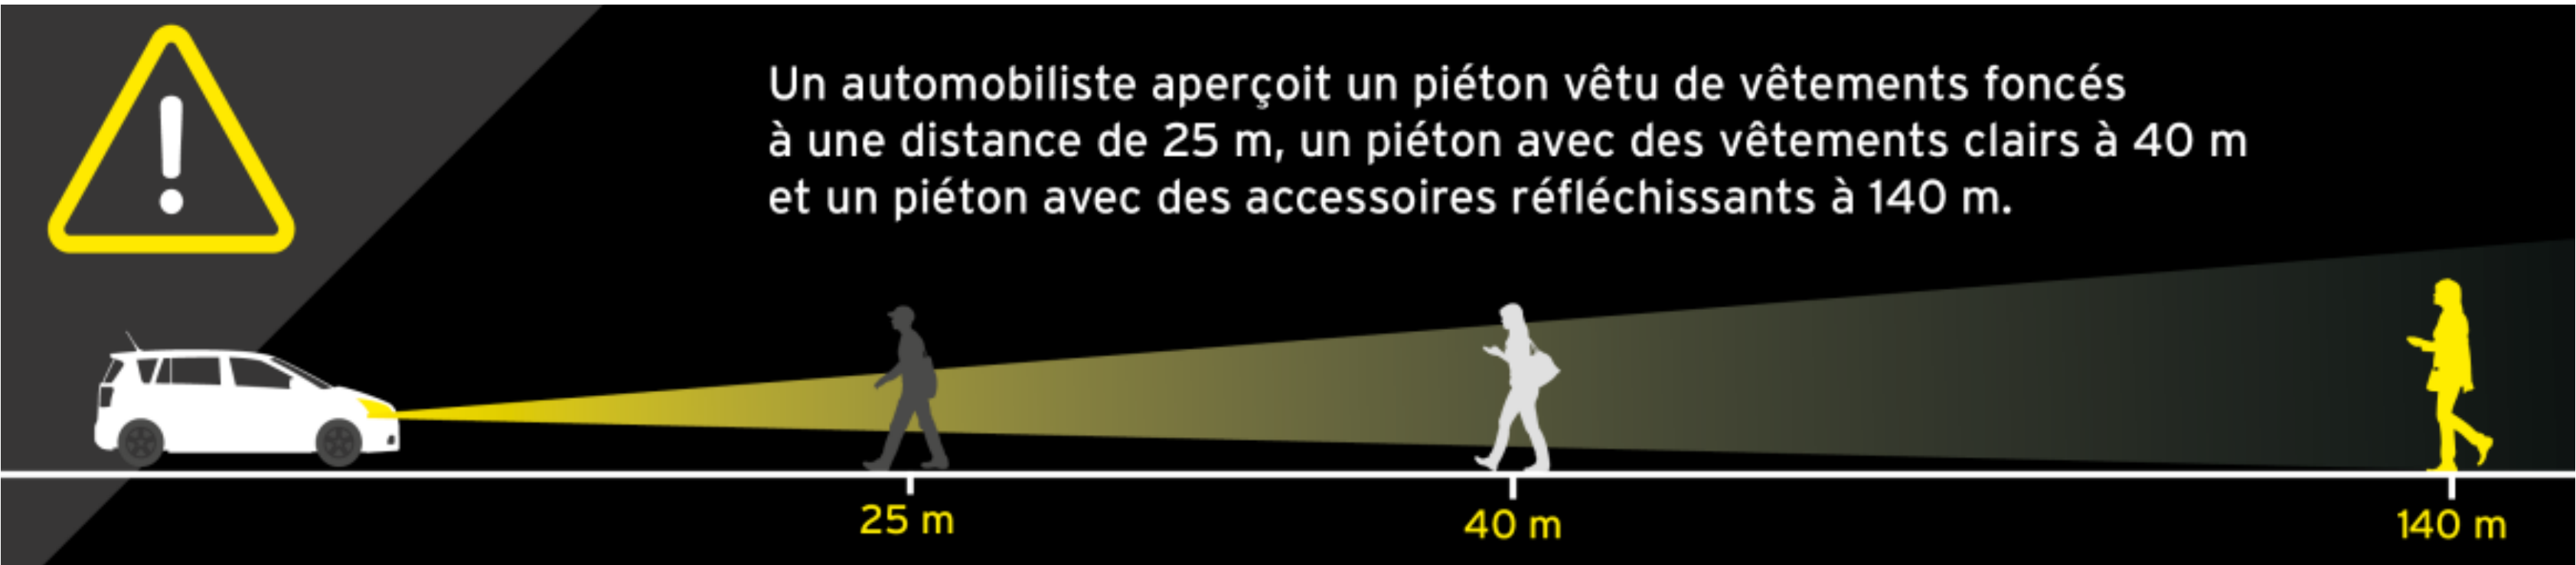 Un automobiliste aperçoit un piéton vêtu de vêtements foncés
à une distance de 25 m, un piéton avec des vêtements clairs à 40 m
et un piéton avec des accessoires réfléchissants à 140 m.
25 m
40 m
140 m